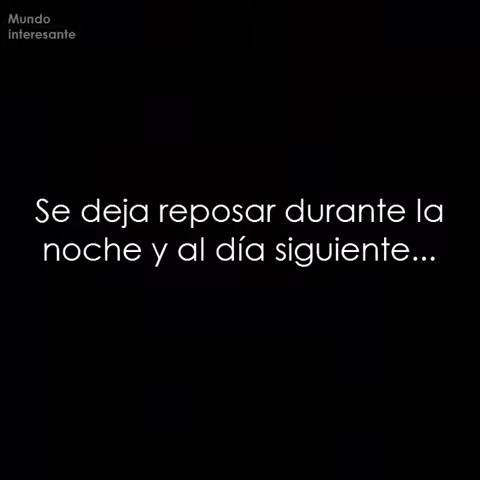 Mundo
interesante
Se deja reposar durante la
noche y al día siguiente...